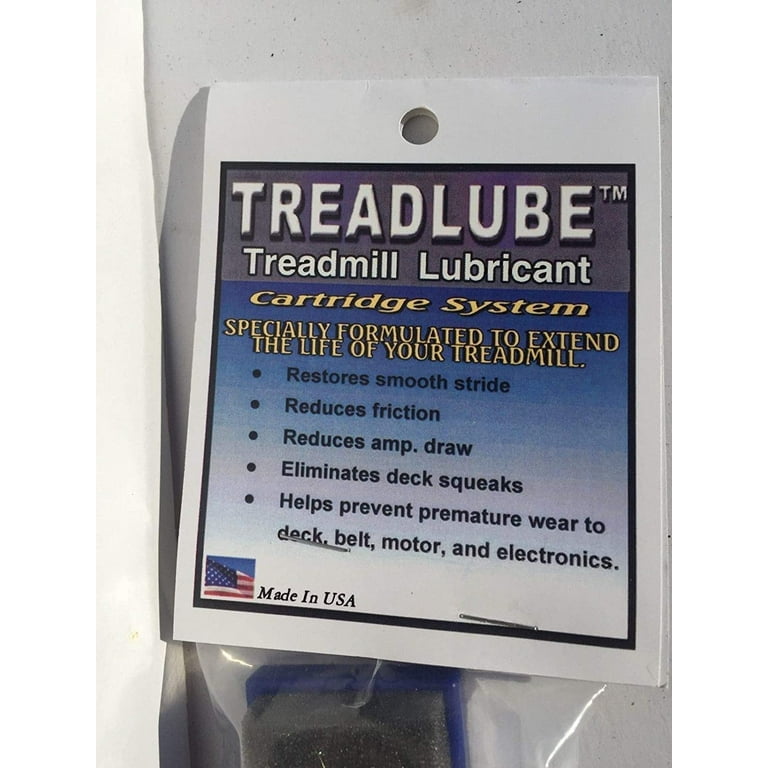 TREADLUBE™
Treadmill Lubricant
Cartridge System
SPECIALLY FORMULATED TO EXTEND
THE LIFE OF YOUR TREADMILL.
• Restores smooth stride
• Reduces friction
• Reduces amp. draw
• Eliminates deck squeaks
• Helps prevent premature wear to
deck, belt, motor, and electronics.
Made In USA